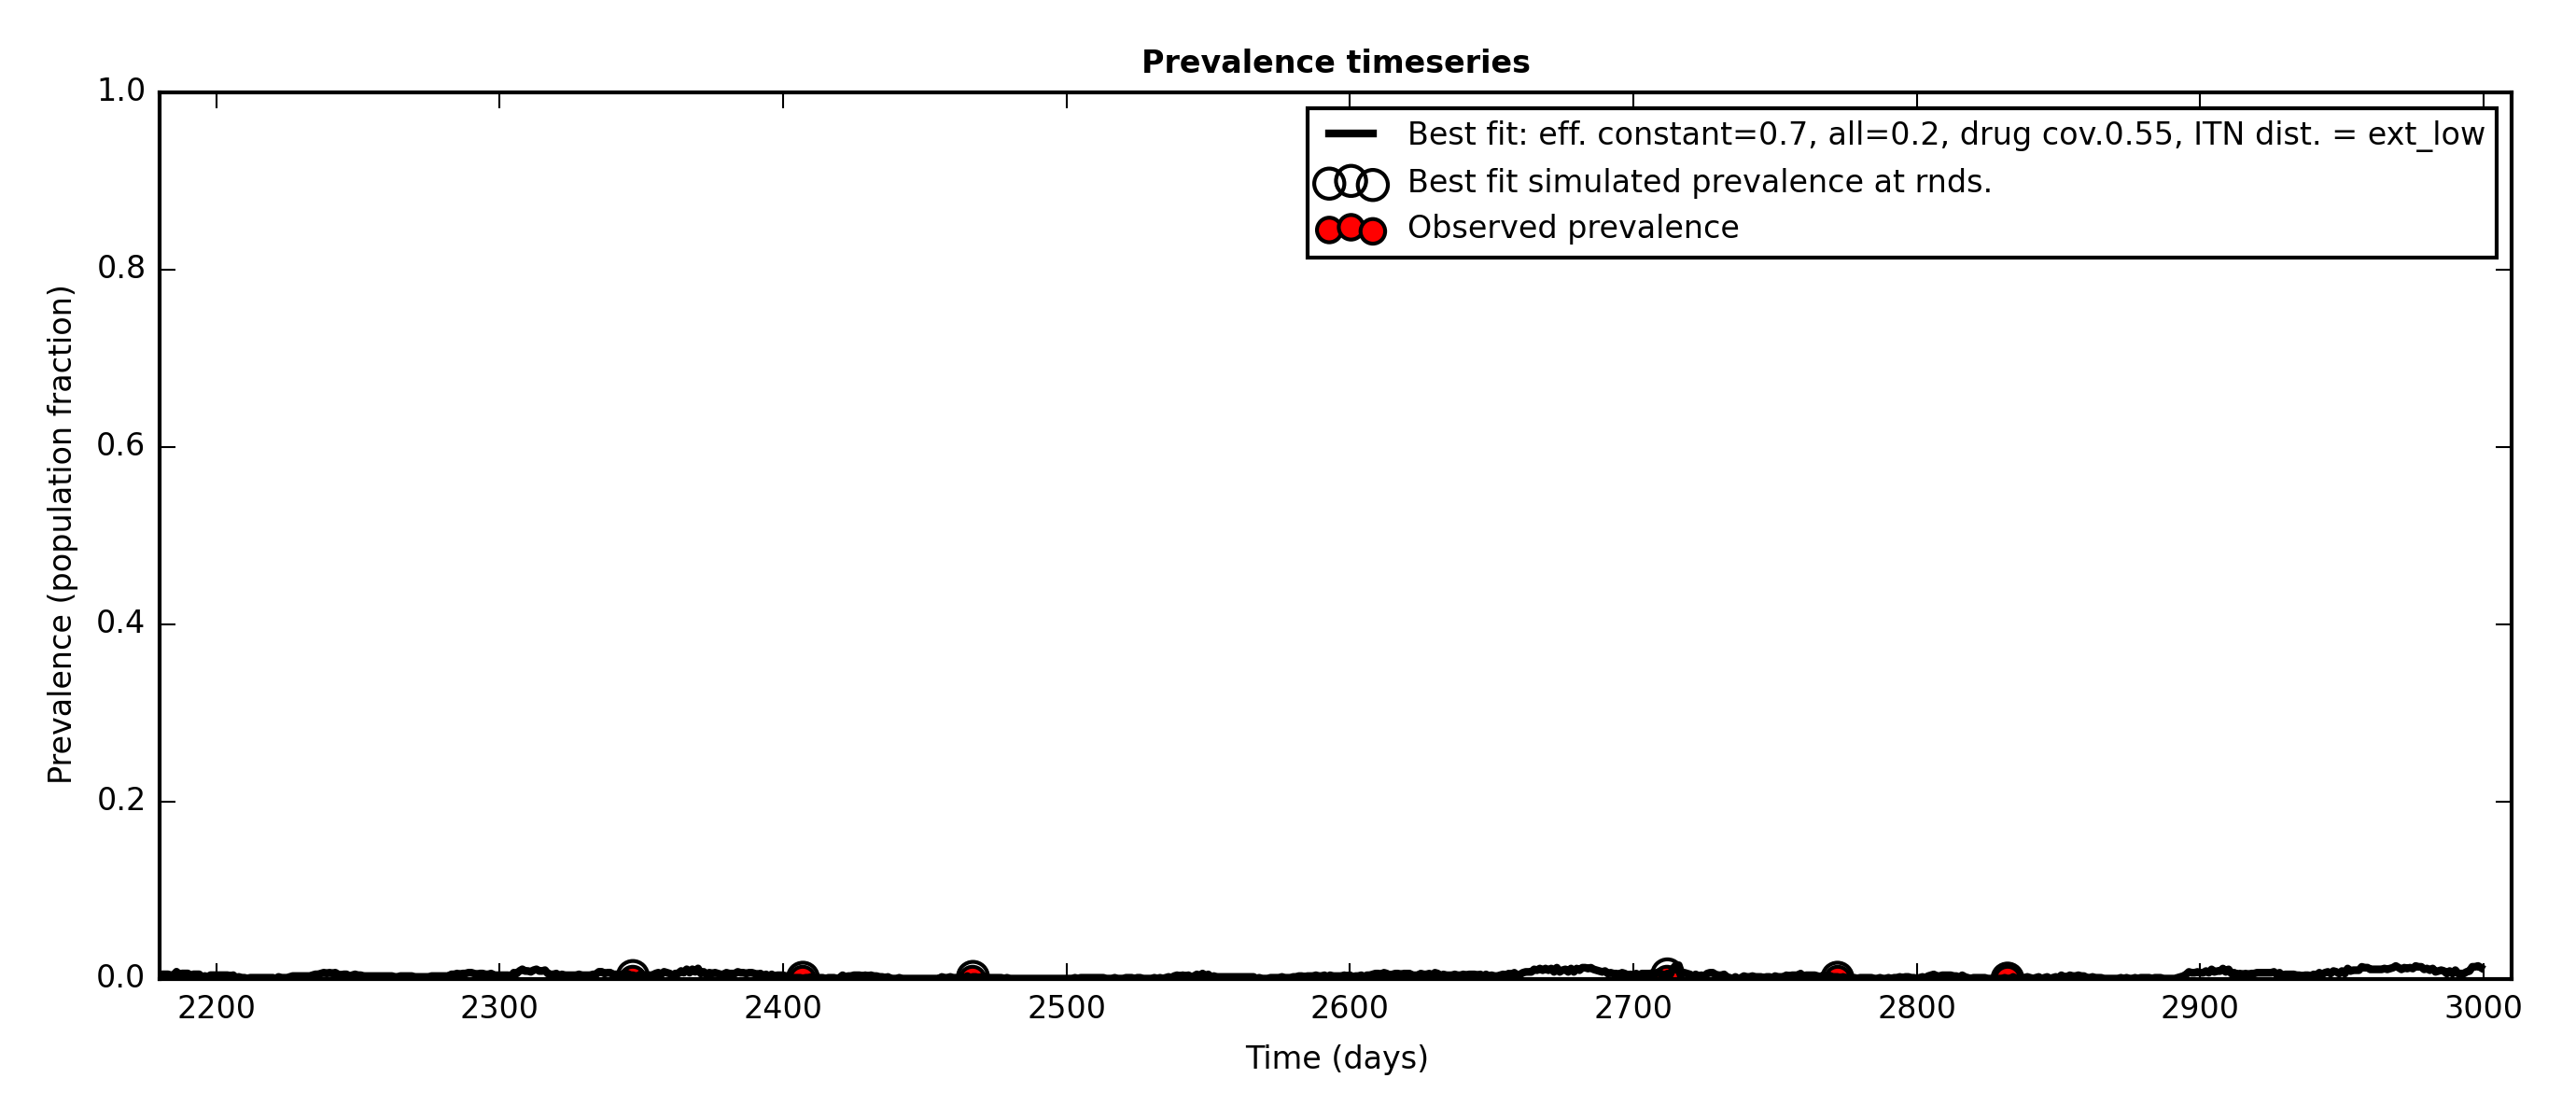 Prevalence timeseries
1.0
0.8
0.6
0.4
0.2
0.0
Prevalence (population fraction)
Best fit: eff. constant=0.7, all=0.2, drug cov.0.55, ITN dist. = ext_low
Best fit simulated prevalence at rnds.
Observed prevalence
2200 2300 2400 2500 2600 2700 2800 2900 3000
Time (days)